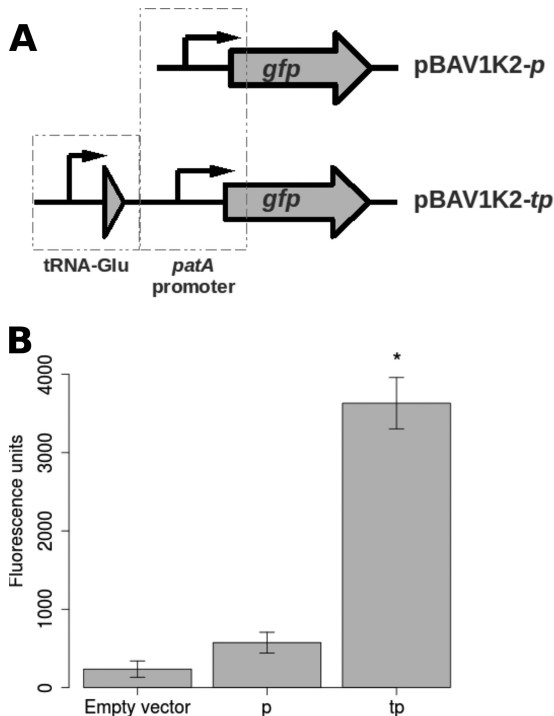 A
gfp
pBAV1K2-p
gfp
pBAV1K2-tp
tRNA-Glu
patA
promoter
B
Fluorescence units
4000
3000
2000
1000
0
*
Empty vector
p
tp